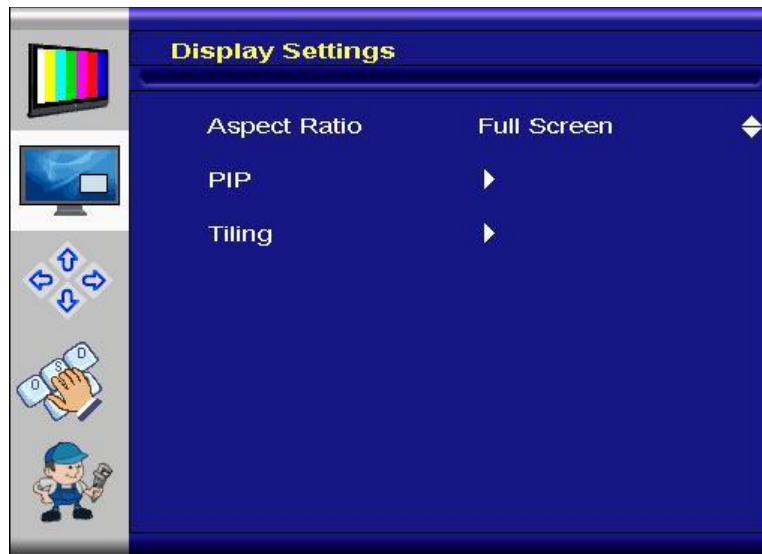 Display Settings
Aspect Ratio Full Screen
PIP
Tiling
O S D